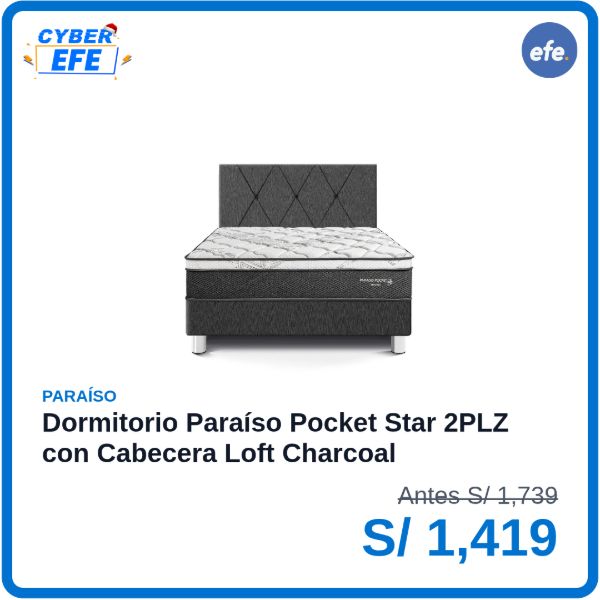 CYBER
EFE
efe.
PARAÍSO
Dormitorio Paraíso Pocket Star 2PLZ
con Cabecera Loft Charcoal
Antes S/ 1,739
S/ 1,419